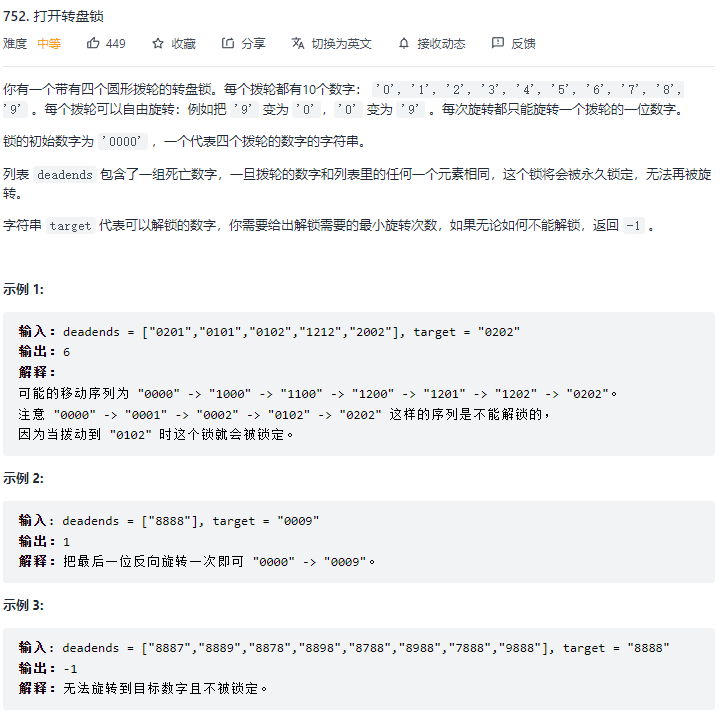 752. 打开转盘锁
难度 中等 449 收藏 分享 切换为英文 接收动态 反馈
你有一个带有四个圆形拨轮的转盘锁。每个拨轮都有10个数字： '0', '1', '2', '3', '4', '5', '6', '7', '8',
'9' 。每个拨轮可以自由旋转：例如把 '9' 变为 '0'，'0' 变为 '9' 。每次旋转都只能旋转一个拨轮的一位数字。
锁的初始数字为 '0000' ，一个代表四个拨轮的数字的字符串。
列表 deadends 包含了一组死亡数字，一旦拨轮的数字和列表里的任何一个元素相同，这个锁将会被永久锁定，无法再被旋
转。
字符串 target 代表可以解锁的数字，你需要给出解锁需要的最小旋转次数，如果无论如何不能解锁，返回 -1 。
示例 1:
输入：deadends = ["0201","0101","0102","1212","2002"], target = "0202"
输出：6
解释：
可能的移动序列为 "0000" -> "1000" -> "1100" -> "1200" -> "1201" -> "1202" -> "0202"。
注意 "0000" -> "0001" -> "0002" -> "0102" -> "0202" 这样的序列是不能解锁的，
因为当拨动到 "0102" 时这个锁就会被锁定。
示例 2:
输入: deadends = ["8888"], target = "0009"
输出：1
解释：把最后一位反向旋转一次即可 "0000" -> "0009"。
示例 3:
输入: deadends = ["8887","8889","8878","8898","8788","8988","7888","9888"], target = "8888"
输出：-1
解释：无法旋转到目标数字且不被锁定。